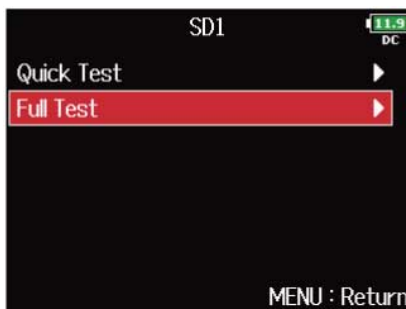 SD1
11.9
DC
Quick Test
Full Test
MENU : Return